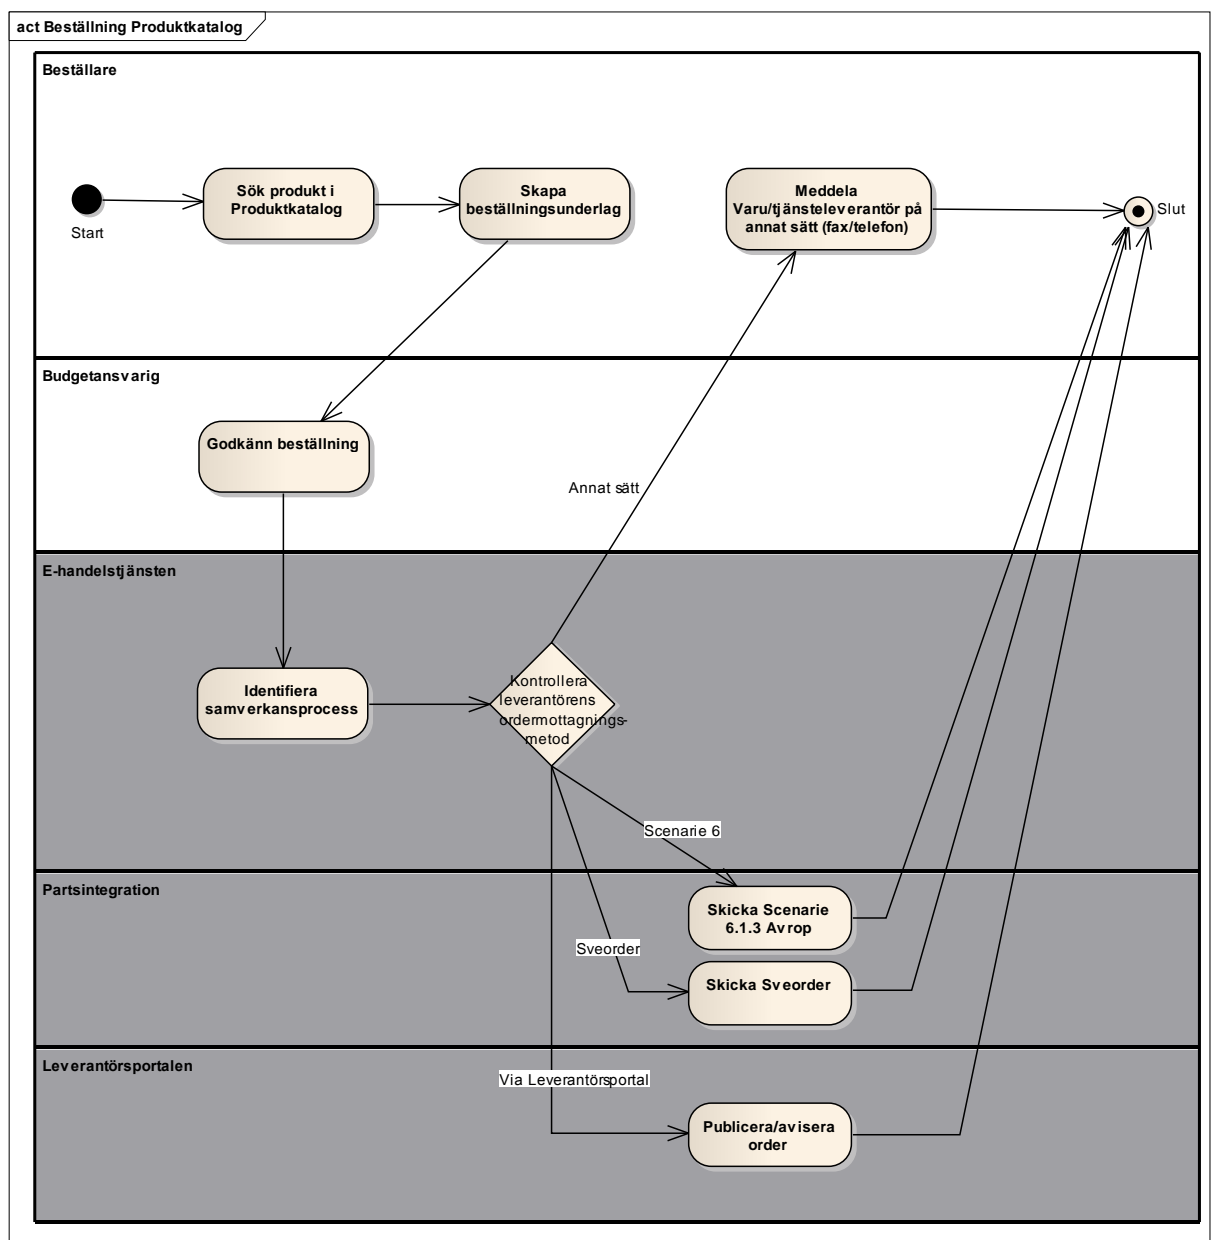 act Beställning Produktkatalog
Beställare
Start
Sök produkt i
Produktkatalog
Skapa
beställningsunderlag
Meddela
Varu/tjänsteleverantör på
annat sätt (fax/telefon)
Slut
Budgetansvarig
Godkänn beställning
Annat sätt
E-handelstjänsten
Identifiera
samverkansprocess
Kontrollera
leverantörens
ordermottagnings-
metod
Scenarie 6
Partsintegration
Skicka Scenarie
6.1.3 Avrop
Sveorder
Skicka Sveorder
Leverantörsportalen
Via Leverantörsportal
Publicera/avisera
order